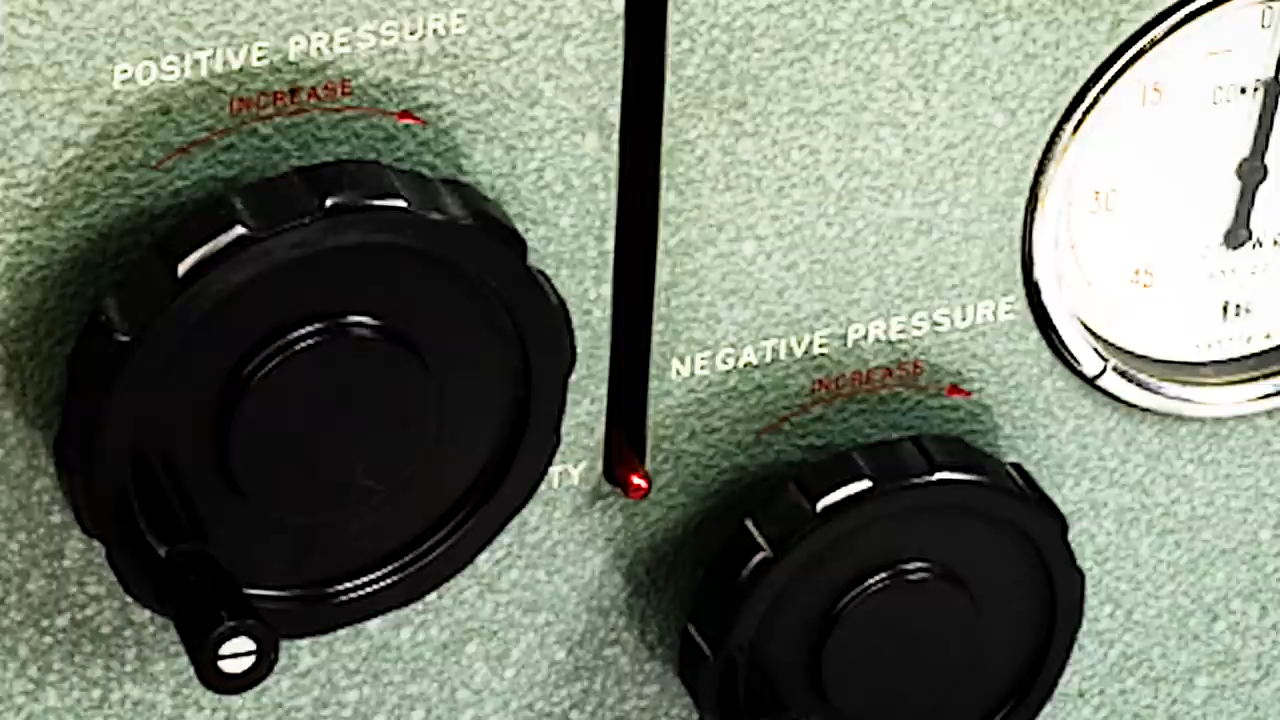 POSITIVE PRESSURE
INCREASE
NEGATIVE PRESSURE
INCREASE
TY
15
30
45